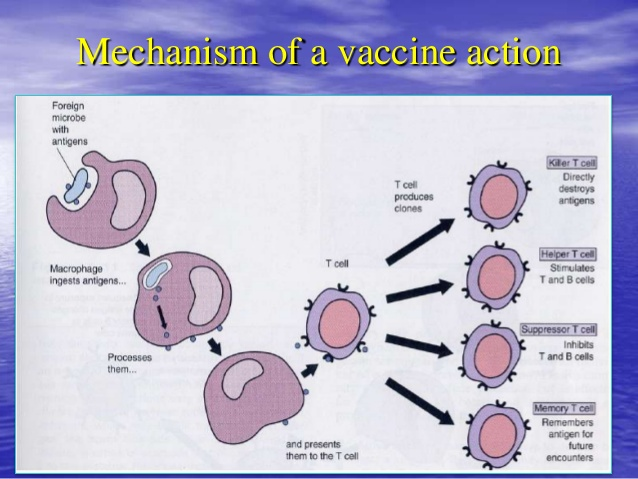 Mechanism of a vaccine action
Foreign
microbe
with
antigens
Macrophage
ingests antigens...
Processes
them...
and presents
them to the T cell
T cell
T cell
produces
clones
Killer T cell
Directly
destroys
antigens
Helper T cell
Stimulates
T and B cells
Suppressor T cell
Inhibits
T and B cells
Memory T cell
Remembers
antigen for
future
encounters